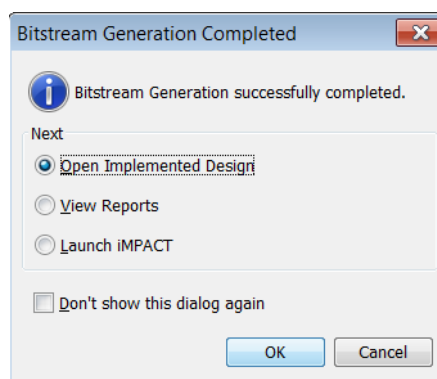 Bitstream Generation Completed
Bitstream Generation successfully completed.
Next
Open Implemented Design
View Reports
Launch iMPACT
Don't show this dialog again
OK
Cancel